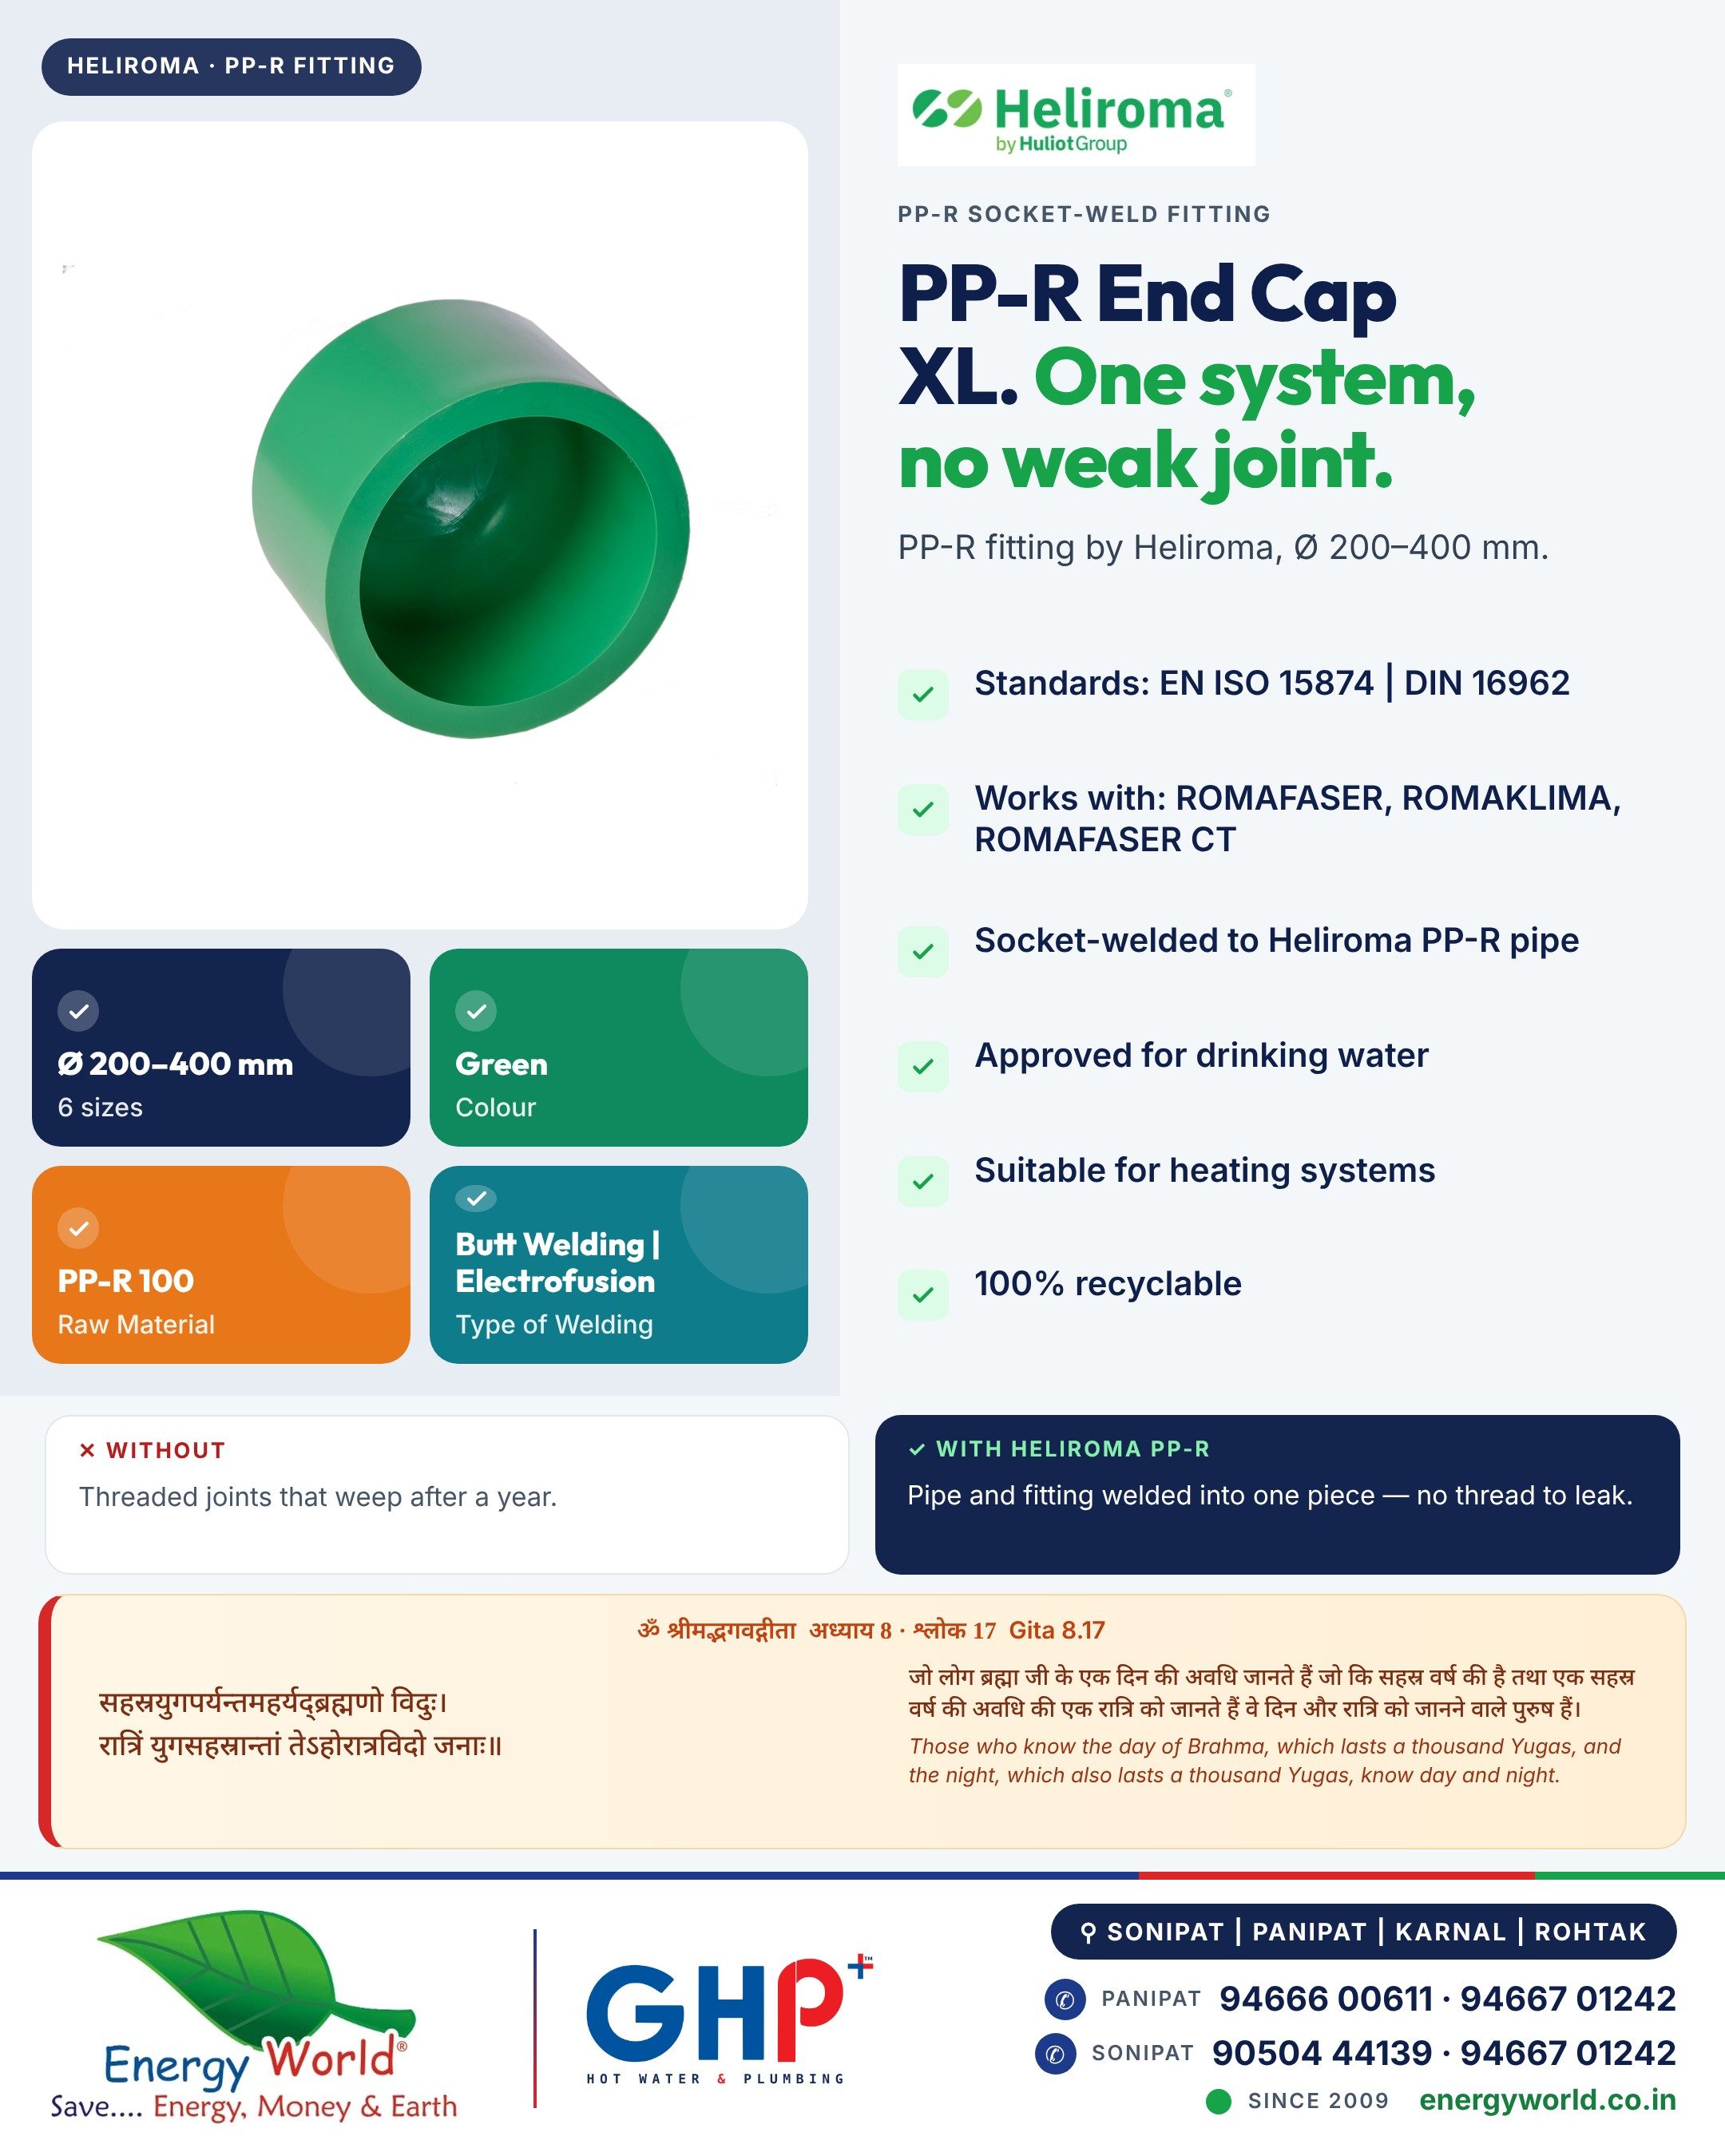 HELIROMA · PP-R FITTING
Heliroma®
by HuliotGroup
PP-R SOCKET-WELD FITTING
PP-R End Cap
XL. One system,
no weak joint.
PP-R fitting by Heliroma, Ø 200–400 mm.
Standards: EN ISO 15874 | DIN 16962
Works with: ROMAFASER, ROMAKLIMA,
ROMAFASER CT
Socket-welded to Heliroma PP-R pipe
Approved for drinking water
Suitable for heating systems
100% recyclable
Ø 200–400 mm
6 sizes
Green
Colour
PP-R 100
Raw Material
Butt Welding |
Electrofusion
Type of Welding
× WITHOUT
Threaded joints that weep after a year.
✓ WITH HELIROMA PP-R
Pipe and fitting welded into one piece — no thread to leak.
ॐ श्रीमद्भगवद्गीता अध्याय 8 · श्लोक 17 Gita 8.17
सहस्रयुगपर्यन्तमहर्यद्ब्रह्मणो विदुः।
रात्रिं युगसहस्रान्तां तेऽहोरात्रविदो जनाः॥
जो लोग ब्रह्मा जी के एक दिन की अवधि जानते हैं जो कि सहस्र वर्ष की है तथा एक सहस्र
वर्ष की अवधि की एक रात्रि को जानते हैं वे दिन और रात्रि को जानने वाले पुरुष हैं।
Those who know the day of Brahma, which lasts a thousand Yugas, and
the night, which also lasts a thousand Yugas, know day and night.
Energy World®
Save.... Energy, Money & Earth
GHP+™
HOT WATER & PLUMBING
SONIPAT | PANIPAT | KARNAL | ROHTAK
PANIPAT 94666 00611 · 94667 01242
SONIPAT 90504 44139 · 94667 01242
SINCE 2009 energyworld.co.in